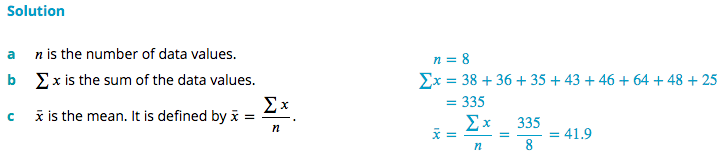 Solution
a n is the number of data values.
n = 8
b ∑ x is the sum of the data values.
∑x = 38 + 36 + 35 + 43 + 46 + 64 + 48 + 25
= 335
c x̄ is the mean. It is defined by x̄ = ∑ x / n.
x̄ = ∑ x / n = 335 / 8 = 41.9